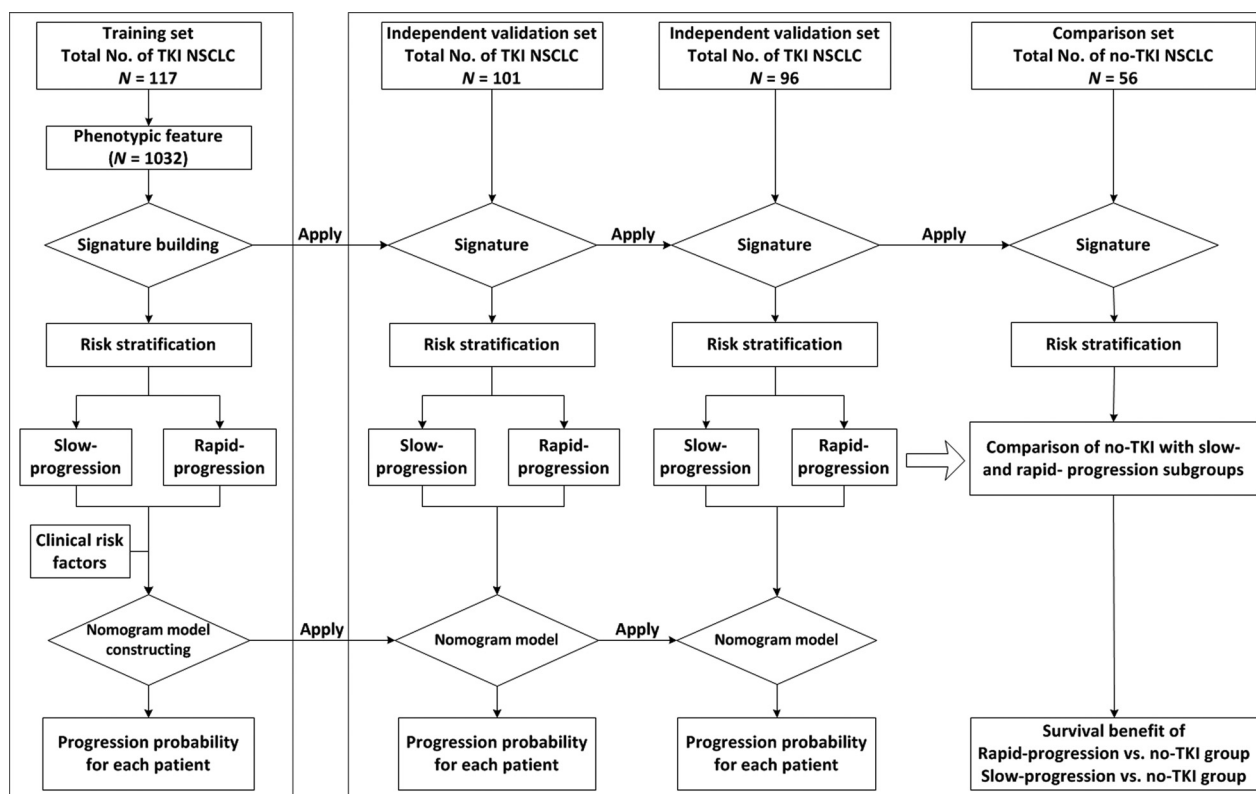 Training set
Total No. of TKI NSCLC
N = 117
Independent validation set
Total No. of TKI NSCLC
N = 101
Independent validation set
Total No. of TKI NSCLC
N = 96
Comparison set
Total No. of no-TKI NSCLC
N = 56
Phenotypic feature
(N = 1032)
Signature building
Apply
Signature
Apply
Signature
Apply
Signature
Risk stratification
Risk stratification
Risk stratification
Risk stratification
Slow-
progression
Rapid-
progression
Slow-
progression
Rapid-
progression
Slow-
progression
Rapid-
progression
Comparison of no-TKI with slow-
and rapid- progression subgroups
Clinical risk
factors
Nomogram model
constructing
Apply
Nomogram model
Apply
Nomogram model
Progression probability
for each patient
Progression probability
for each patient
Progression probability
for each patient
Survival benefit of
Rapid-progression vs. no-TKI group
Slow-progression vs. no-TKI group